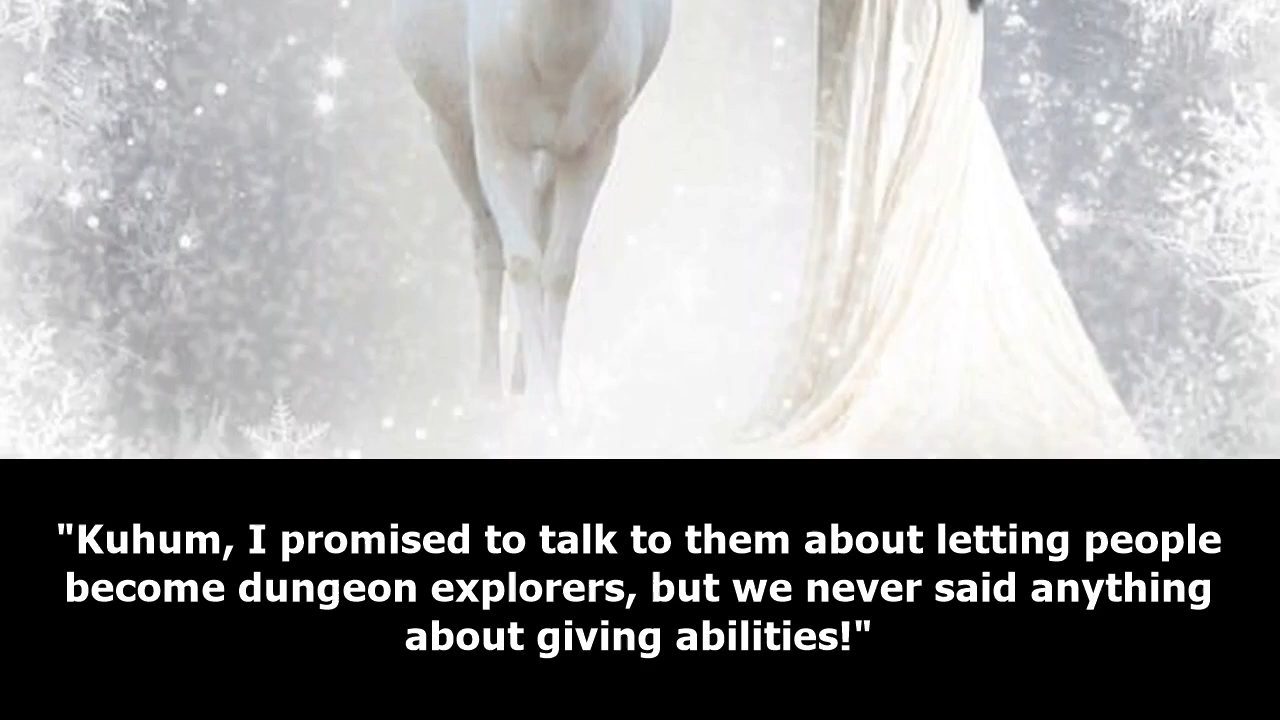 "Kuhum, I promised to talk to them about letting people
become dungeon explorers, but we never said anything
about giving abilities!"